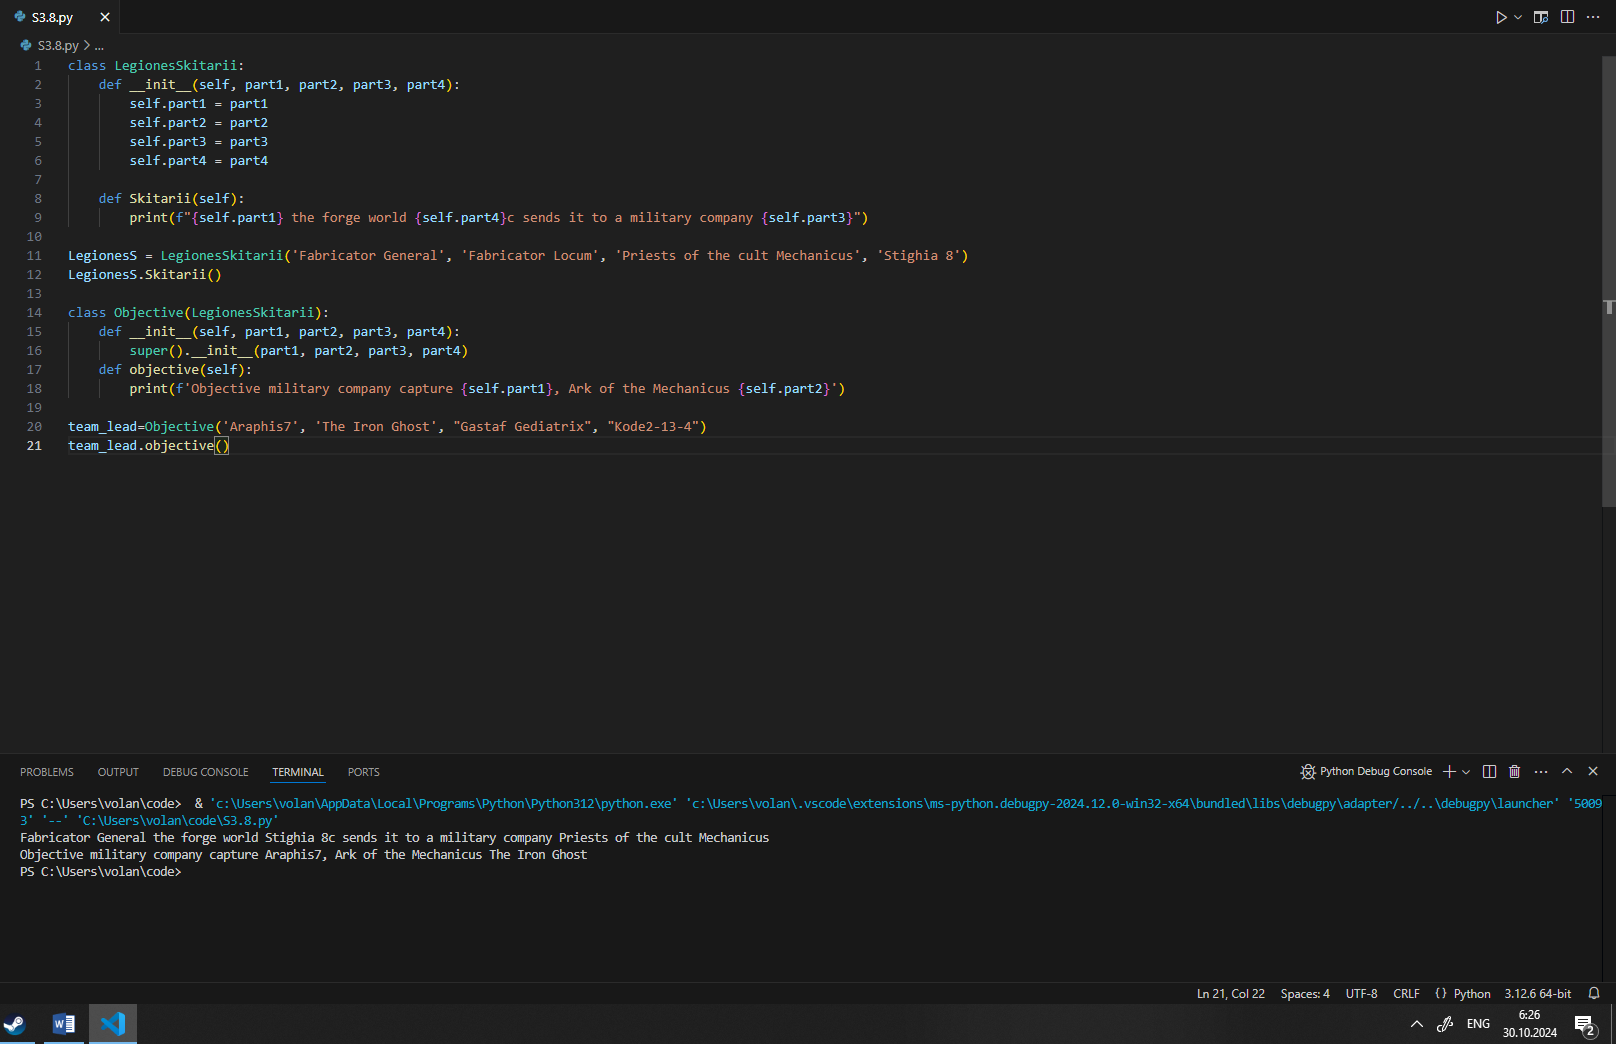 S3.8.py
S3.8.py > ...
1 class LegionesSkitarii:
2     def __init__(self, part1, part2, part3, part4):
3         self.part1 = part1
4         self.part2 = part2
5         self.part3 = part3
6         self.part4 = part4
7
8     def Skitarii(self):
9         print(f"{self.part1} the forge world {self.part4}c sends it to a military company {self.part3}")
10
11 LegionesS = LegionesSkitarii('Fabricator General', 'Fabricator Locum', 'Priests of the cult Mechanicus', 'Stighia 8')
12 LegionesS.Skitarii()
13
14 class Objective(LegionesSkitarii):
15     def __init__(self, part1, part2, part3, part4):
16         super().__init__(part1, part2, part3, part4)
17     def objective(self):
18         print(f'Objective military company capture {self.part1}, Ark of the Mechanicus {self.part2}')
19
20 team_lead=Objective('Araphis7', 'The Iron Ghost', "Gastaf Gediatrix", "Kode2-13-4")
21 team_lead.objective()
PROBLEMS OUTPUT DEBUG CONSOLE TERMINAL PORTS Python Debug Console
PS C:\Users\volan\code>  & 'c:\Users\volan\AppData\Local\Programs\Python\Python312\python.exe' 'c:\Users\volan\.vscode\extensions\ms-python.debugpy-2024.12.0-win32-x64\bundled\libs\debugpy\adapter/../..\debugpy\launcher' '5009
3' '--' 'C:\Users\volan\code\S3.8.py'
Fabricator General the forge world Stighia 8c sends it to a military company Priests of the cult Mechanicus
Objective military company capture Araphis7, Ark of the Mechanicus The Iron Ghost
PS C:\Users\volan\code>
Ln 21, Col 22 Spaces: 4 UTF-8 CRLF {} Python 3.12.6 64-bit
W ENG 6:26
30.10.2024 2